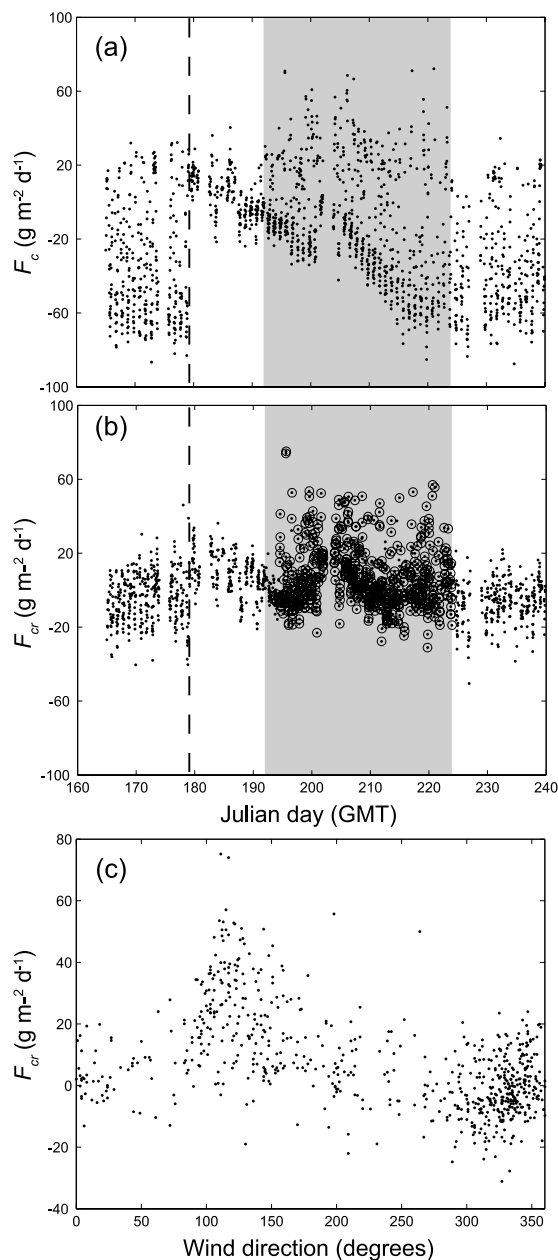 100
(a)
60
20
-20
-60
-100
F_c (g m⁻² d⁻¹)
100
(b)
60
20
-20
-60
-100
F_cr (g m⁻² d⁻¹)
160 170 180 190 200 210 220 230 240
Julian day (GMT)
80
(c)
60
40
20
0
-20
-40
F_cr (g m⁻² d⁻¹)
0 50 100 150 200 250 300 350
Wind direction (degrees)